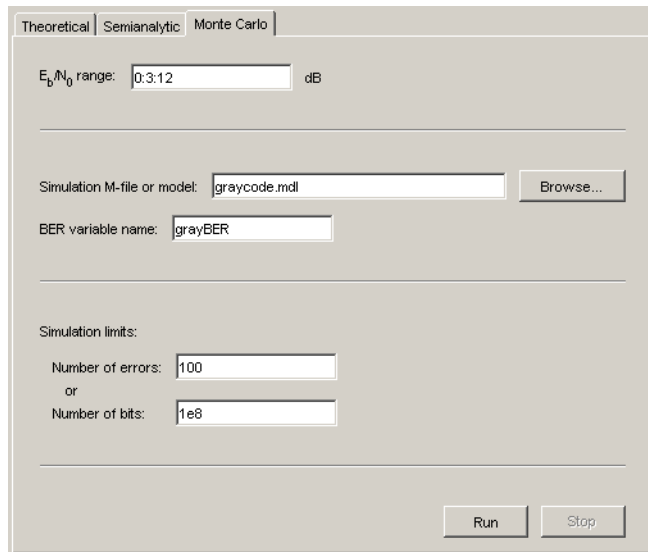 Theoretical Semianalytic Monte Carlo
Eb/N0 range: 0:3:12 dB
Simulation M-file or model: graycode.mdl Browse...
BER variable name: grayBER
Simulation limits:
Number of errors: 100
or
Number of bits: 1e8
Run Stop